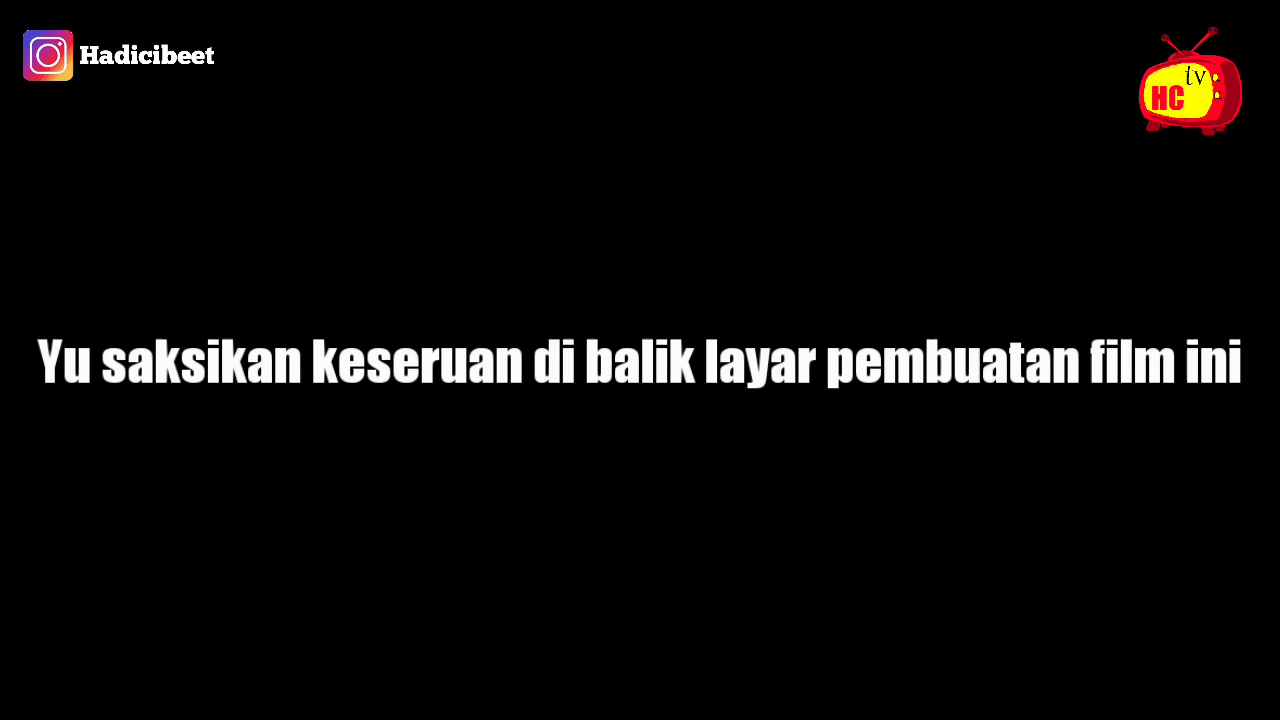 Hadicibeet
tv
HC
Yu saksikan keseruan di balik layar pembuatan film ini